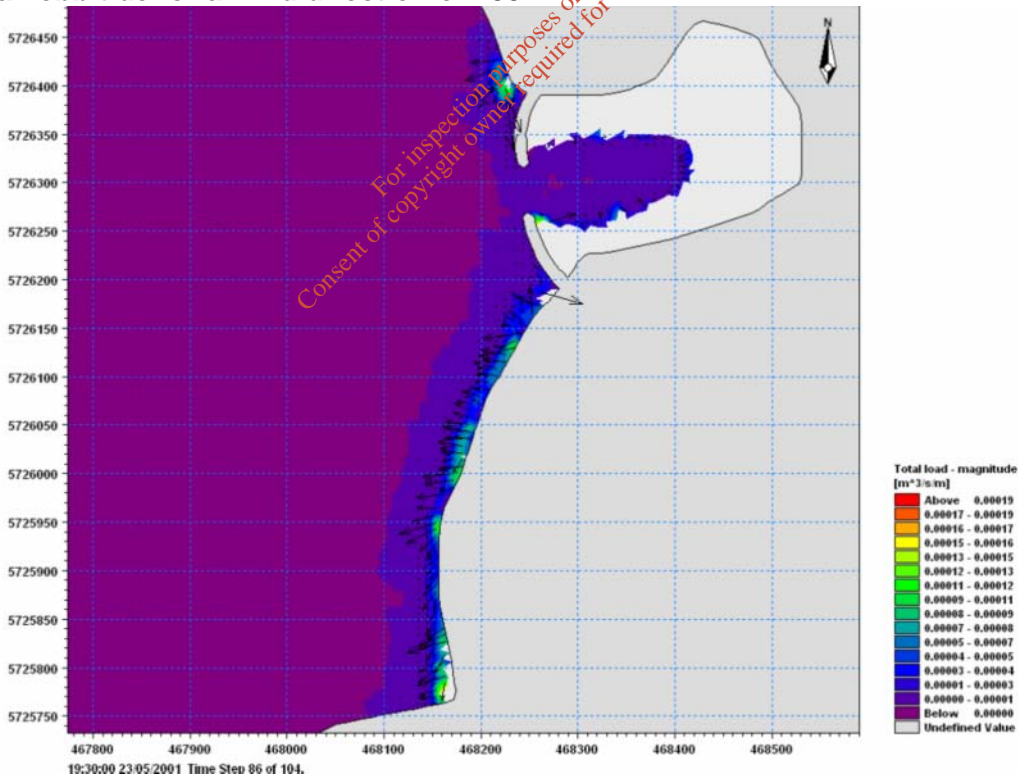 For inspection purposes
Consent of copyright owner required for
N
5726450
5726400
5726350
5726300
5726250
5726200
5726150
5726100
5726050
5726000
5725950
5725900
5725850
5725800
5725750
467800 467900 468000 468100 468200 468300 468400 468500
19:30:00 23/05/2001 Time Step 86 of 104.
Total load - magnitude
[m^3/s/m]
Above 0.00019
0.00017 - 0.00019
0.00016 - 0.00017
0.00015 - 0.00016
0.00013 - 0.00015
0.00012 - 0.00013
0.00011 - 0.00012
0.00009 - 0.00011
0.00008 - 0.00009
0.00007 - 0.00008
0.00005 - 0.00007
0.00004 - 0.00005
0.00003 - 0.00004
0.00001 - 0.00003
0.00000 - 0.00001
Below 0.00000
Undefined Value